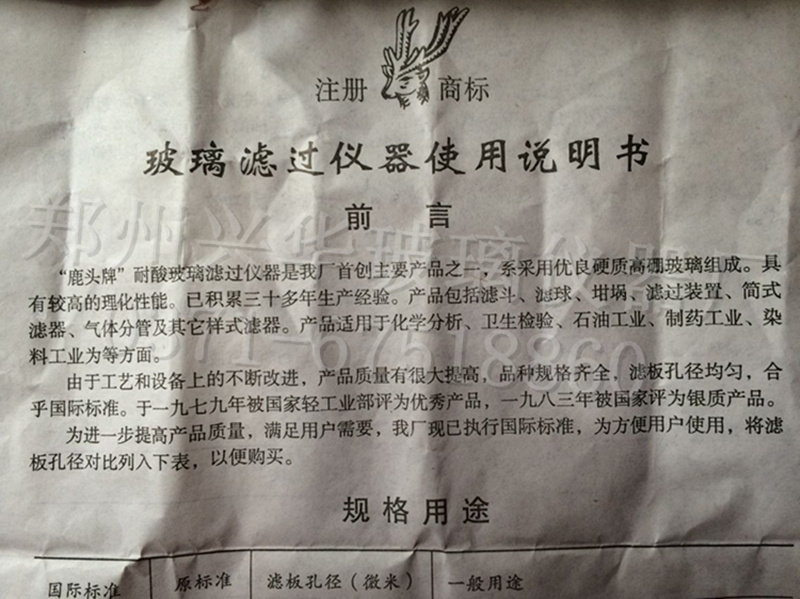 注册 商标
玻璃滤过仪器使用说明书
前 言
“鹿头牌”耐酸玻璃滤过仪器是我厂首创主要产品之一，系采用优良硬质高硼玻璃组成。具
有较高的理化性能。已积累三十多年生产经验。产品包括滤斗、滤球、坩埚、滤过装置、简式
滤器、气体分管及其它样式滤器。产品适用于化学分析、卫生检验、石油工业、制药工业、染
料工业为等方面。
由于工艺和设备上的不断改进，产品质量有很大提高，品种规格齐全，滤板孔径均匀，合
乎国际标准。于一九七九年被国家轻工业部评为优秀产品，一九八三年被国家评为银质产品。
为进一步提高产品质量，满足用户需要，我厂现已执行国际标准，为方便用户使用，将滤
板孔径对比列入下表，以便购买。
规格用途
国际标准 原标准 滤板孔径（微米） 一般用途
郑州兴华玻璃仪器